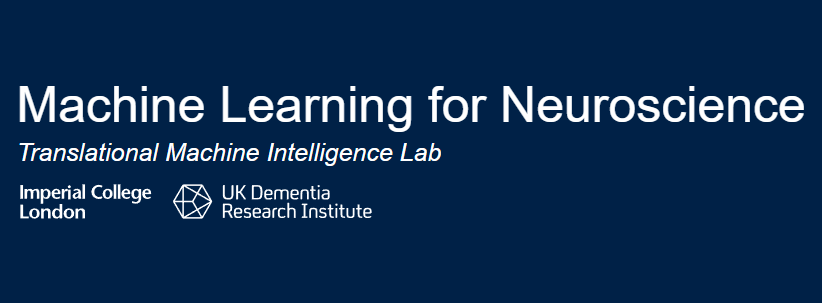 Machine Learning for Neuroscience
Translational Machine Intelligence Lab
Imperial College
London
UK Dementia
Research Institute